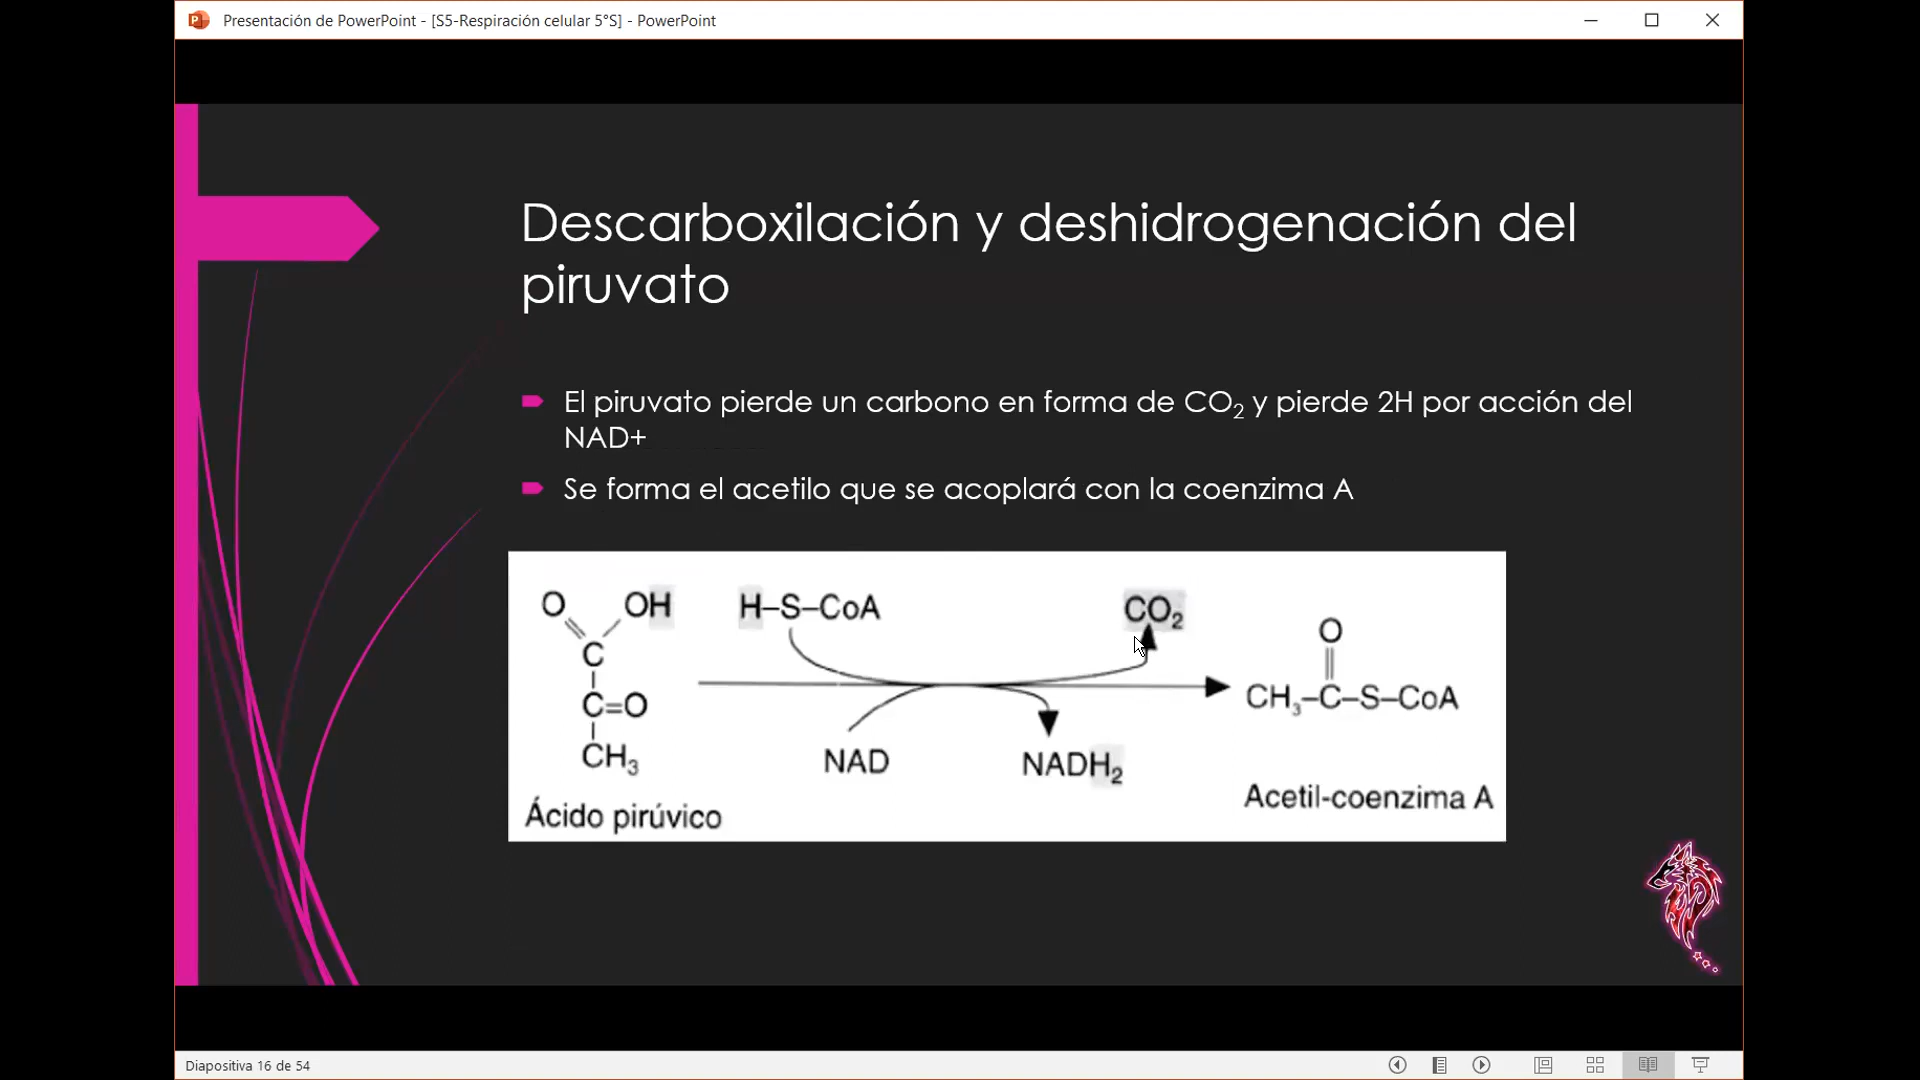 Presentación de PowerPoint - [S5-Respiración celular 5°S] - PowerPoint
Descarboxilación y deshidrogenación del
piruvato
El piruvato pierde un carbono en forma de CO₂ y pierde 2H por acción del
NAD+
Se forma el acetilo que se acoplará con la coenzima A
O OH
C
C=O
CH₃
Ácido pirúvico
H–S–CoA
NAD
CO₂
NADH₂
O
CH₃–C–S–CoA
Acetil-coenzima A
Diapositiva 16 de 54